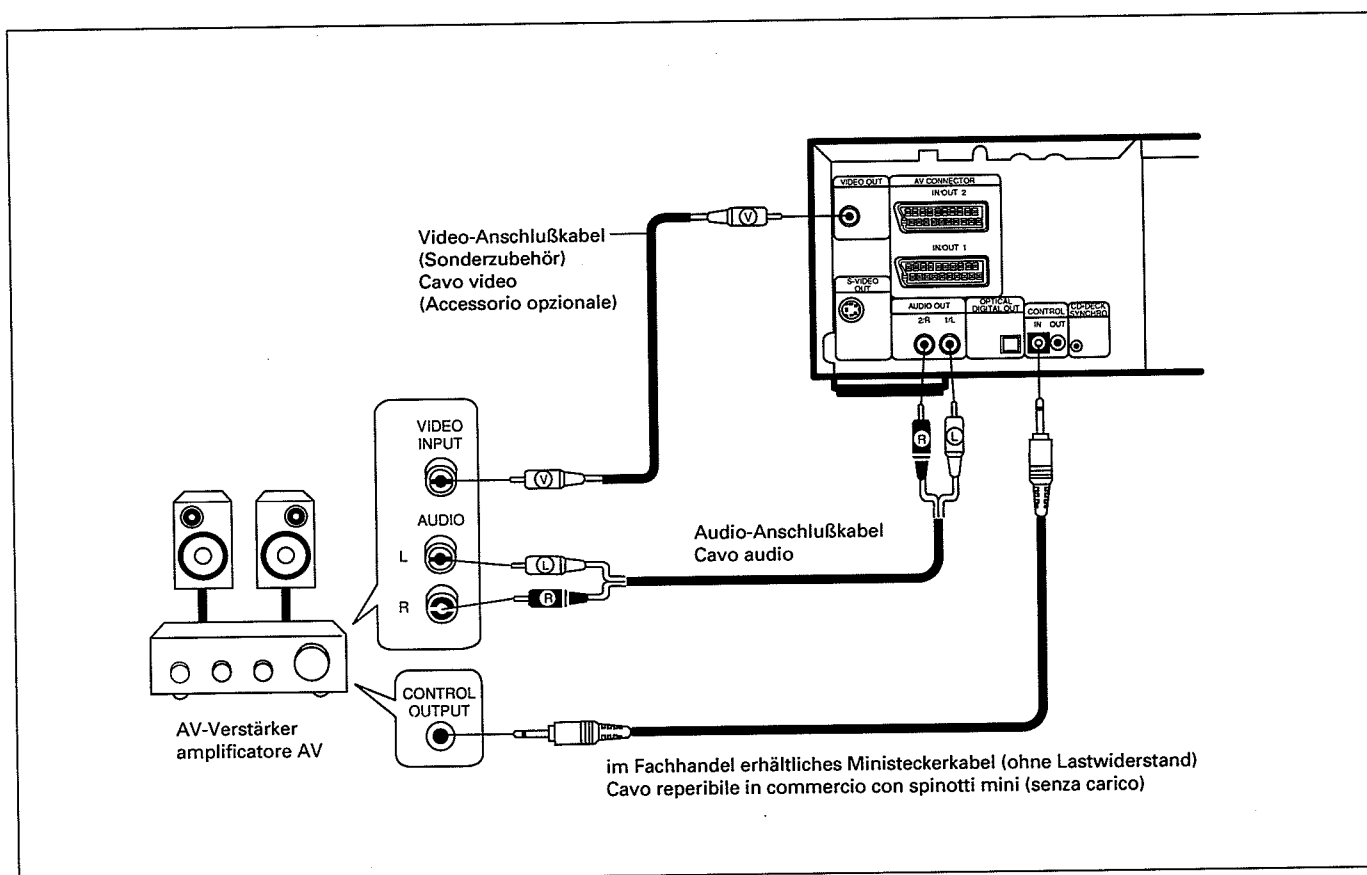 VIDEO OUT
AV CONNECTOR
IN/OUT 2
IN/OUT 1
S-VIDEO
OUT
AUDIO OUT
2/R 1/L
OPTICAL
DIGITAL OUT
CONTROL
IN OUT
CD-DECK
SYNCHRO
V
Video-Anschlußkabel
(Sonderzubehör)
Cavo video
(Accessorio opzionale)
R
L
VIDEO
INPUT
V
AUDIO
L
L
R
R
Audio-Anschlußkabel
Cavo audio
CONTROL
OUTPUT
AV-Verstärker
amplificatore AV
im Fachhandel erhältliches Ministeckerkabel (ohne Lastwiderstand)
Cavo reperibile in commercio con spinotti mini (senza carico)